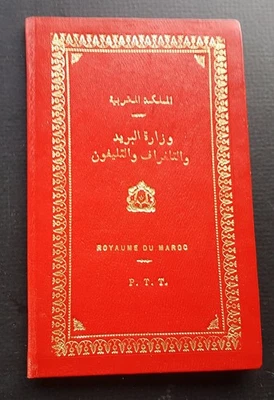 المملكة المغربية
وزارة البريد
والتلغراف والتليفون
ROYAUME DU MAROC
P. T. T.